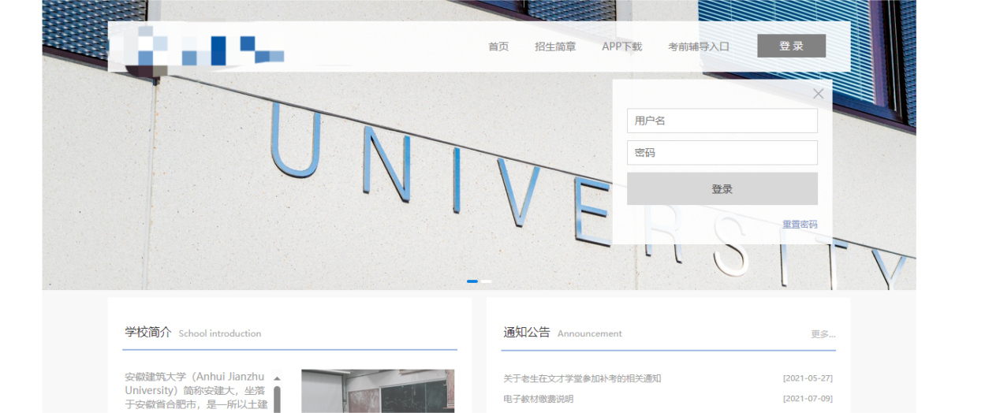 首页 招生简章 APP下载 考前辅导入口 登 录
用户名
密码
登录
重置密码
UNIVERSITY
学校简介 School introduction
安徽建筑大学（Anhui Jianzhu
University）简称安建大，坐落
于安徽省合肥市，是一所以土建
通知公告 Announcement 更多...
关于老生在文才学堂参加补考的相关通知 [2021-05-27]
电子教材缴费说明 [2021-07-09]